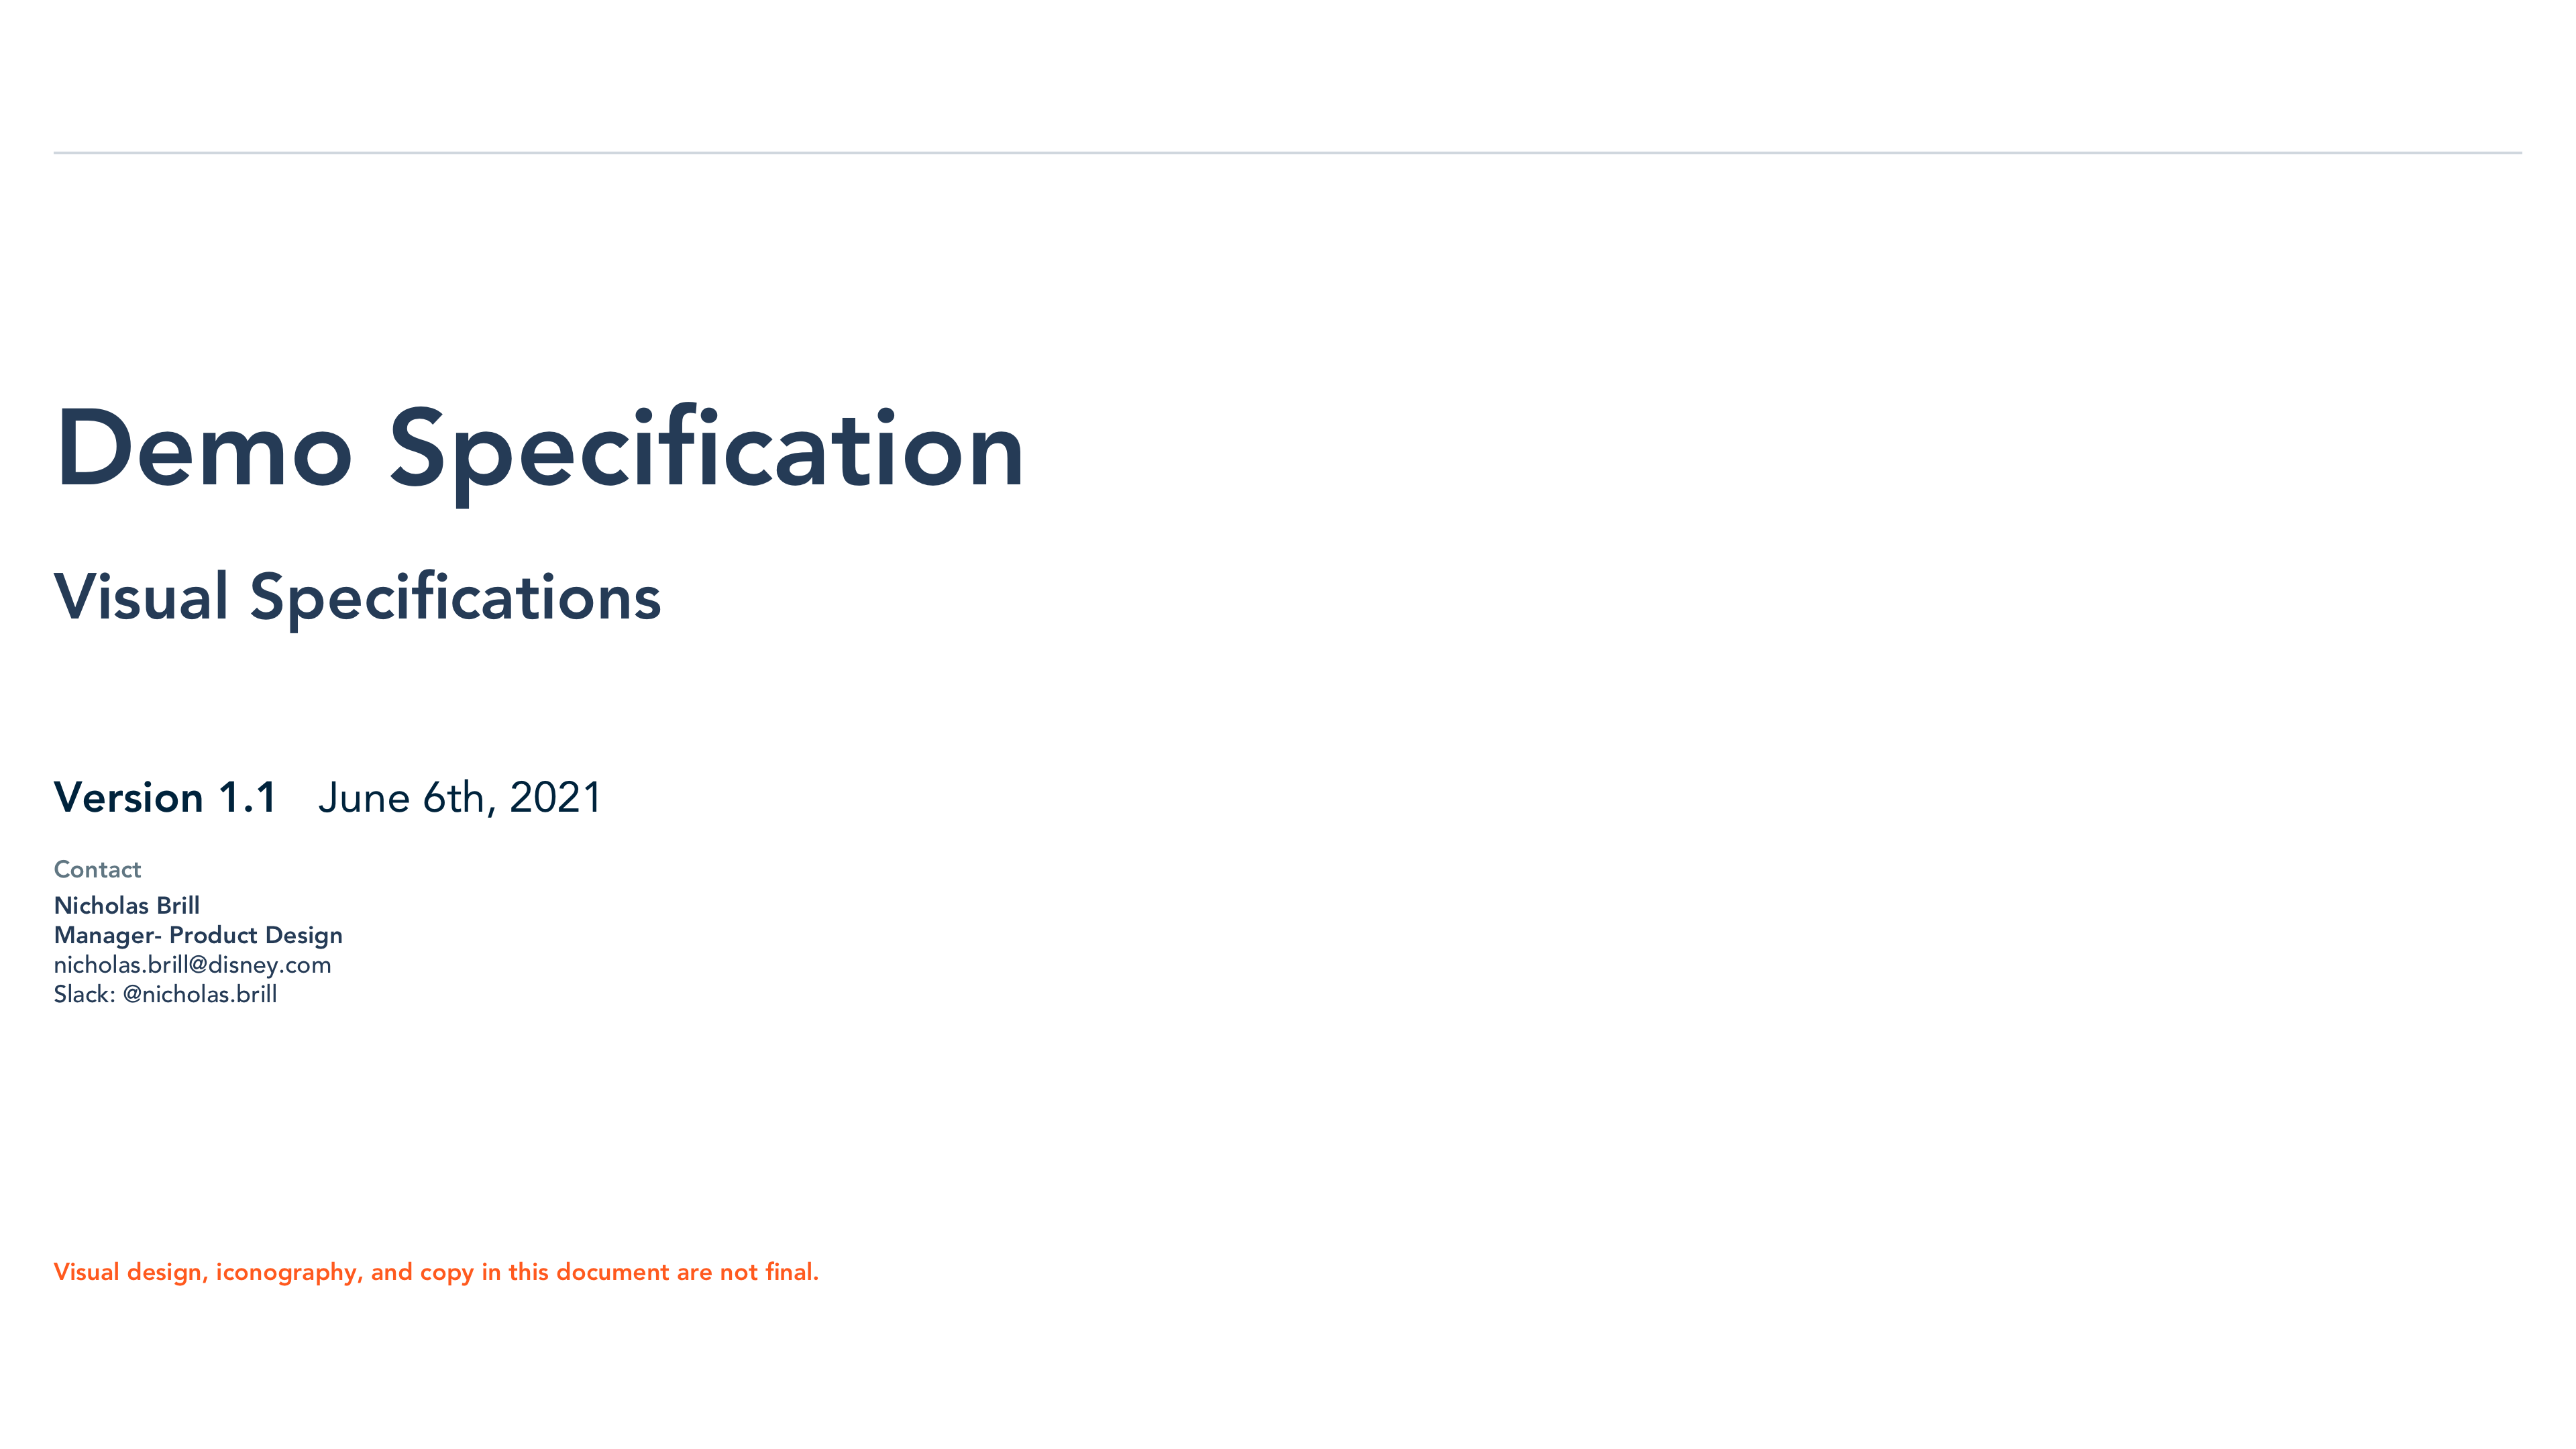 Demo Specification
Visual Specifications
Version 1.1 June 6th, 2021
Contact
Nicholas Brill
Manager- Product Design
nicholas.brill@disney.com
Slack: @nicholas.brill
Visual design, iconography, and copy in this document are not final.